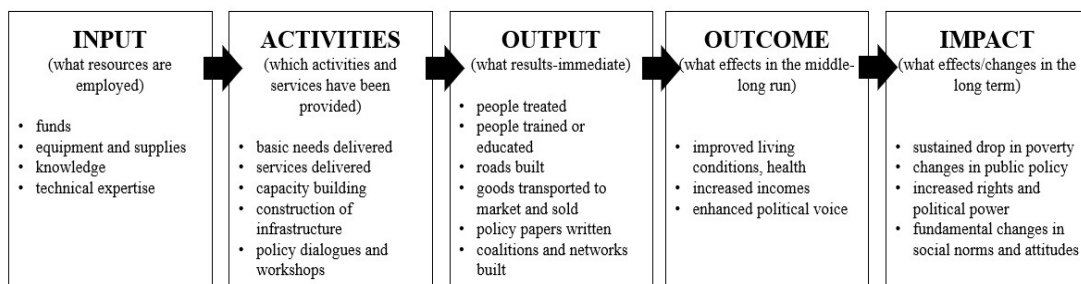 INPUT
(what resources are
employed)
• funds
• equipment and supplies
• knowledge
• technical expertise
ACTIVITIES
(which activities and
services have been
provided)
• basic needs delivered
• services delivered
• capacity building
• construction of
infrastructure
• policy dialogues and
workshops
OUTPUT
(what results-immediate)
• people treated
• people trained or
educated
• roads built
• goods transported to
market and sold
• policy papers written
• coalitions and networks
built
OUTCOME
(what effects in the middle-
long run)
• improved living
conditions, health
• increased incomes
• enhanced political voice
IMPACT
(what effects/changes in the
long term)
• sustained drop in poverty
• changes in public policy
• increased rights and
political power
• fundamental changes in
social norms and attitudes